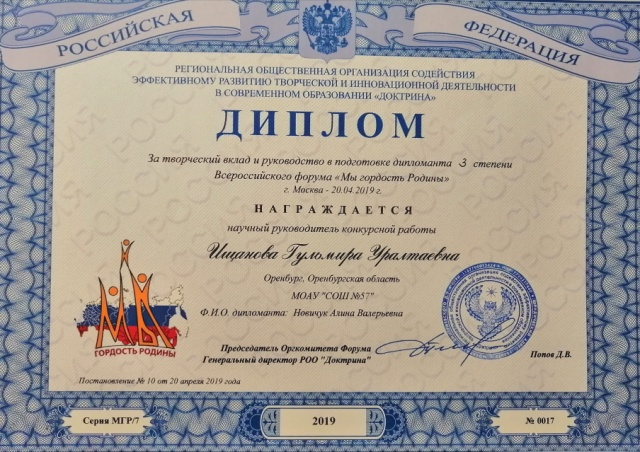 РОССИЙСКАЯ
ФЕДЕРАЦИЯ
РЕГИОНАЛЬНАЯ ОБЩЕСТВЕННАЯ ОРГАНИЗАЦИЯ СОДЕЙСТВИЯ
ЭФФЕКТИВНОМУ РАЗВИТИЮ ТВОРЧЕСКОЙ И ИННОВАЦИОННОЙ ДЕЯТЕЛЬНОСТИ
В СОВРЕМЕННОМ ОБРАЗОВАНИИ «ДОКТРИНА»
ДИПЛОМ
За творческий вклад и руководство в подготовке дипломанта 3 степени
Всероссийского форума «Мы гордость Родины»
г. Москва - 20.04.2019 г.
НАГРАЖДАЕТСЯ
научный руководитель конкурсной работы
Ищанова Гульмира Уралтаевна
Оренбург, Оренбургская область
МОАУ "СОШ №57"
Ф.И.О. дипломанта: Новичук Алина Валерьевна
МЫ
ГОРДОСТЬ РОДИНЫ
Председатель Оргкомитета Форума
Генеральный директор РОО "Доктрина"
Попов Д.В.
Постановление № 10 от 20 апреля 2019 года
Серия МГР/7
2019
№ 0017